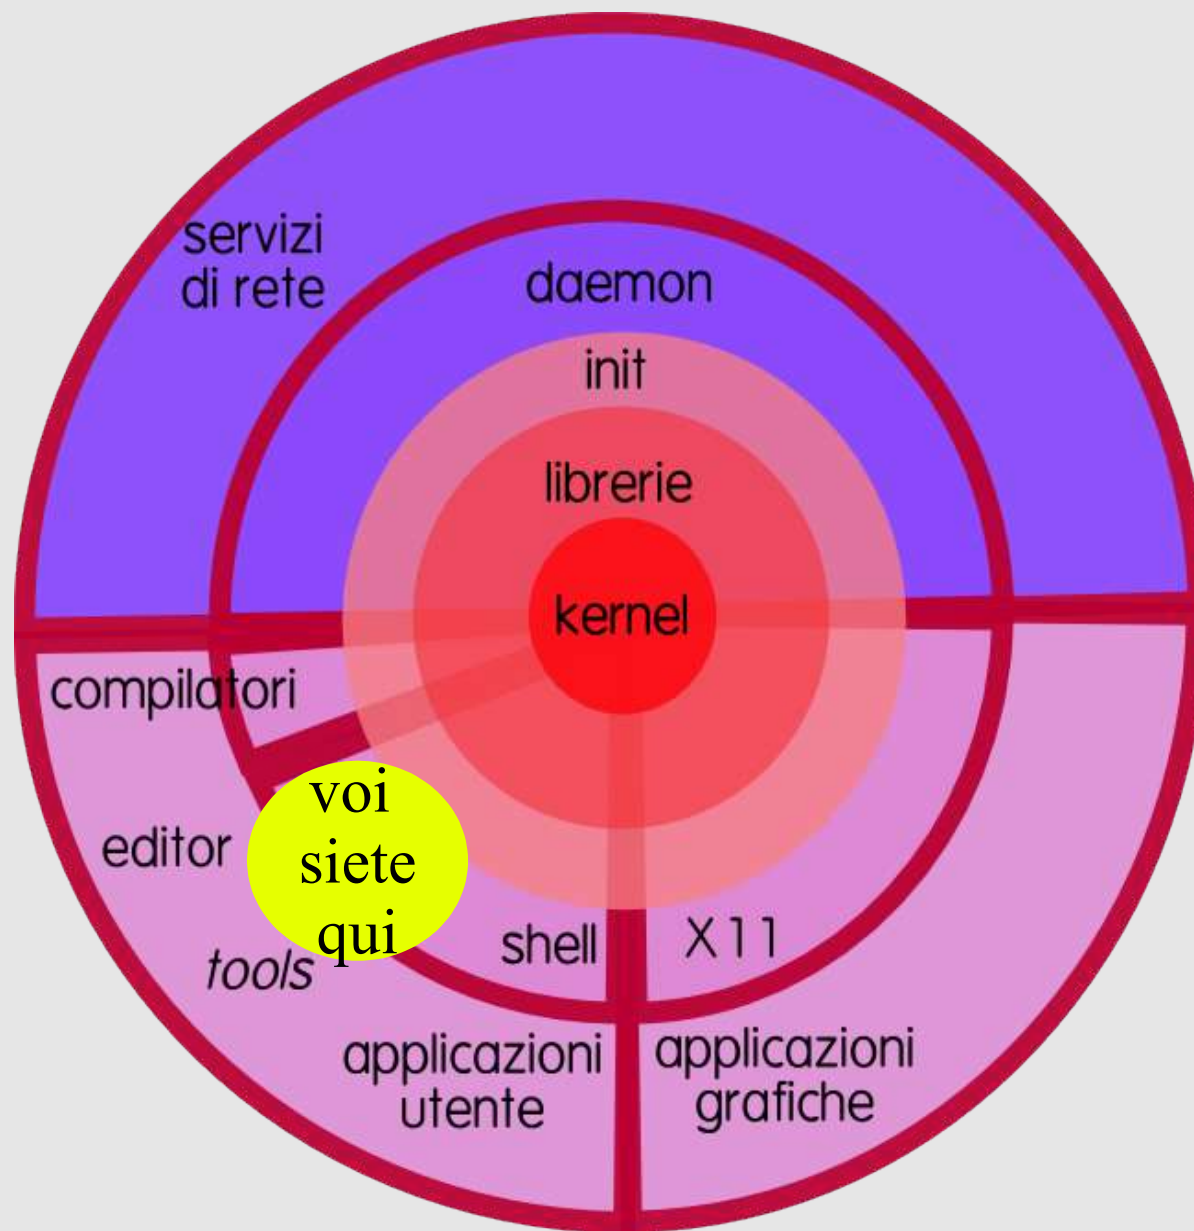 servizi
di rete
daemon
init
librerie
kernel
compilatori
editor
voi
siete
qui
tools
shell
X11
applicazioni
utente
applicazioni
grafiche